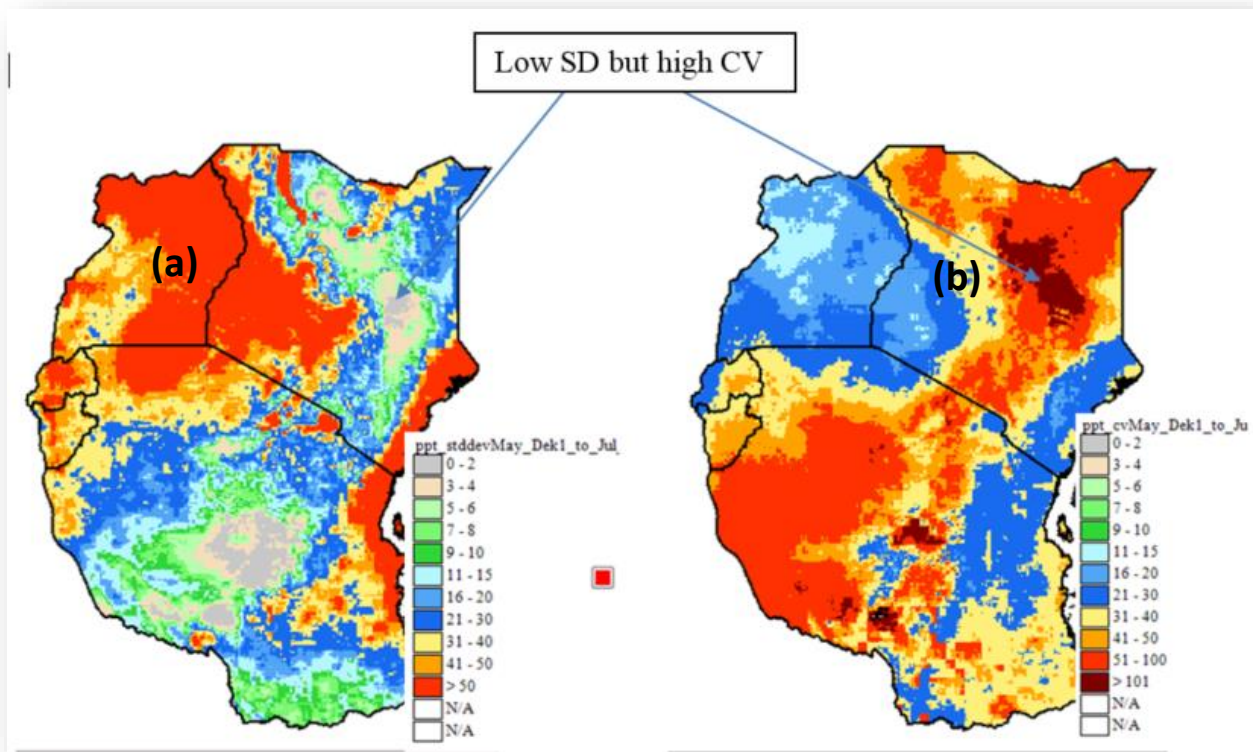 Low SD but high CV
(a)
(b)
ppt_stddevMay_Dek1_to_Jul
0 - 2
3 - 4
5 - 6
7 - 8
9 - 10
11 - 15
16 - 20
21 - 30
31 - 40
41 - 50
> 50
N/A
N/A
ppt_cvMay_Dek1_to_Ju
0 - 2
3 - 4
5 - 6
7 - 8
9 - 10
11 - 15
16 - 20
21 - 30
31 - 40
41 - 50
51 - 100
> 101
N/A
N/A